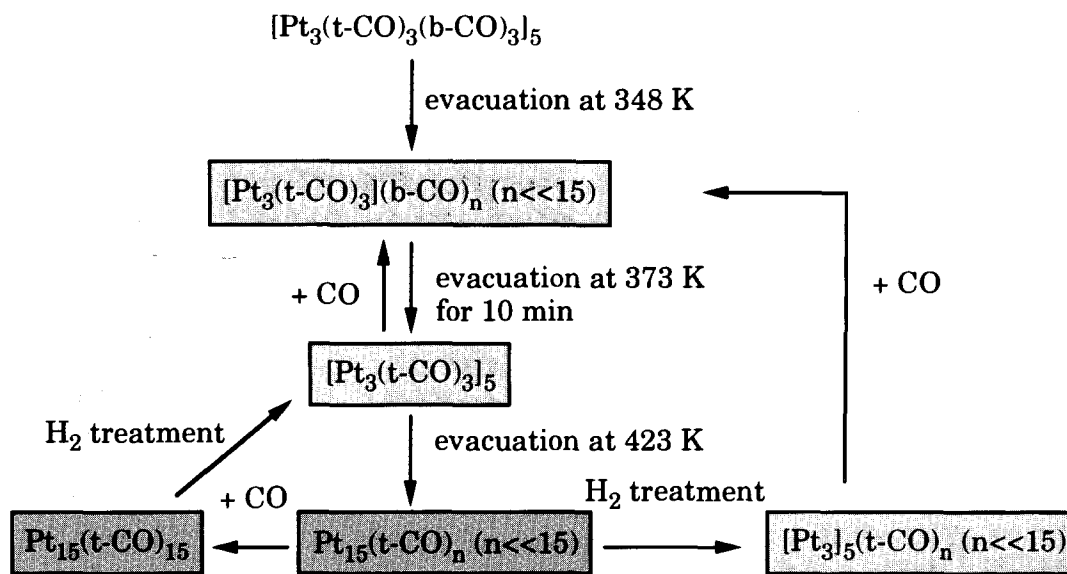 [Pt₃(t-CO)₃(b-CO)₃]₅
evacuation at 348 K
[Pt₃(t-CO)₃](b-CO)ₙ (n<<15)
+ CO
evacuation at 373 K
for 10 min
+ CO
[Pt₃(t-CO)₃]₅
H₂ treatment
evacuation at 423 K
+ CO
H₂ treatment
Pt₁₅(t-CO)₁₅
Pt₁₅(t-CO)ₙ (n<<15)
[Pt₃]₅(t-CO)ₙ (n<<15)